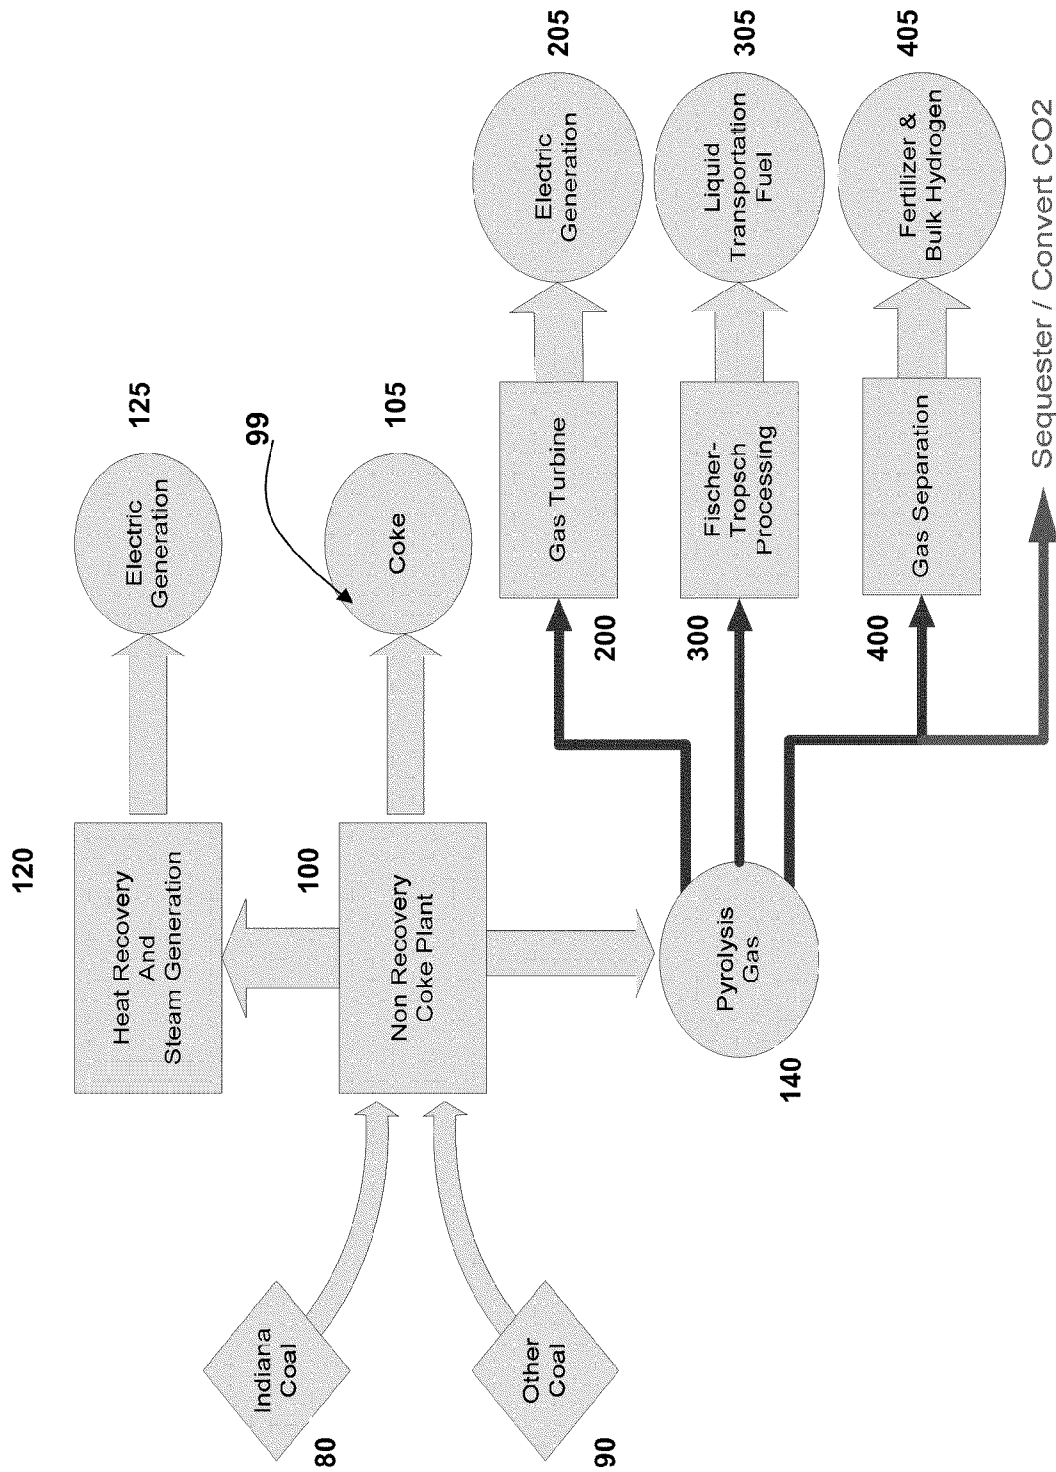 120
Heat Recovery
And
Steam Generation
Electric
Generation
125
99
Indiana
Coal
80
100
Non Recovery
Coke Plant
Coke
105
Other
Coal
90
Pyrolysis
Gas
140
200
Gas Turbine
Electric
Generation
205
300
Fischer-
Tropsch
Processing
Liquid
Transportation
Fuel
305
400
Gas Separation
Fertilizer &
Bulk Hydrogen
405
Sequester / Convert CO2